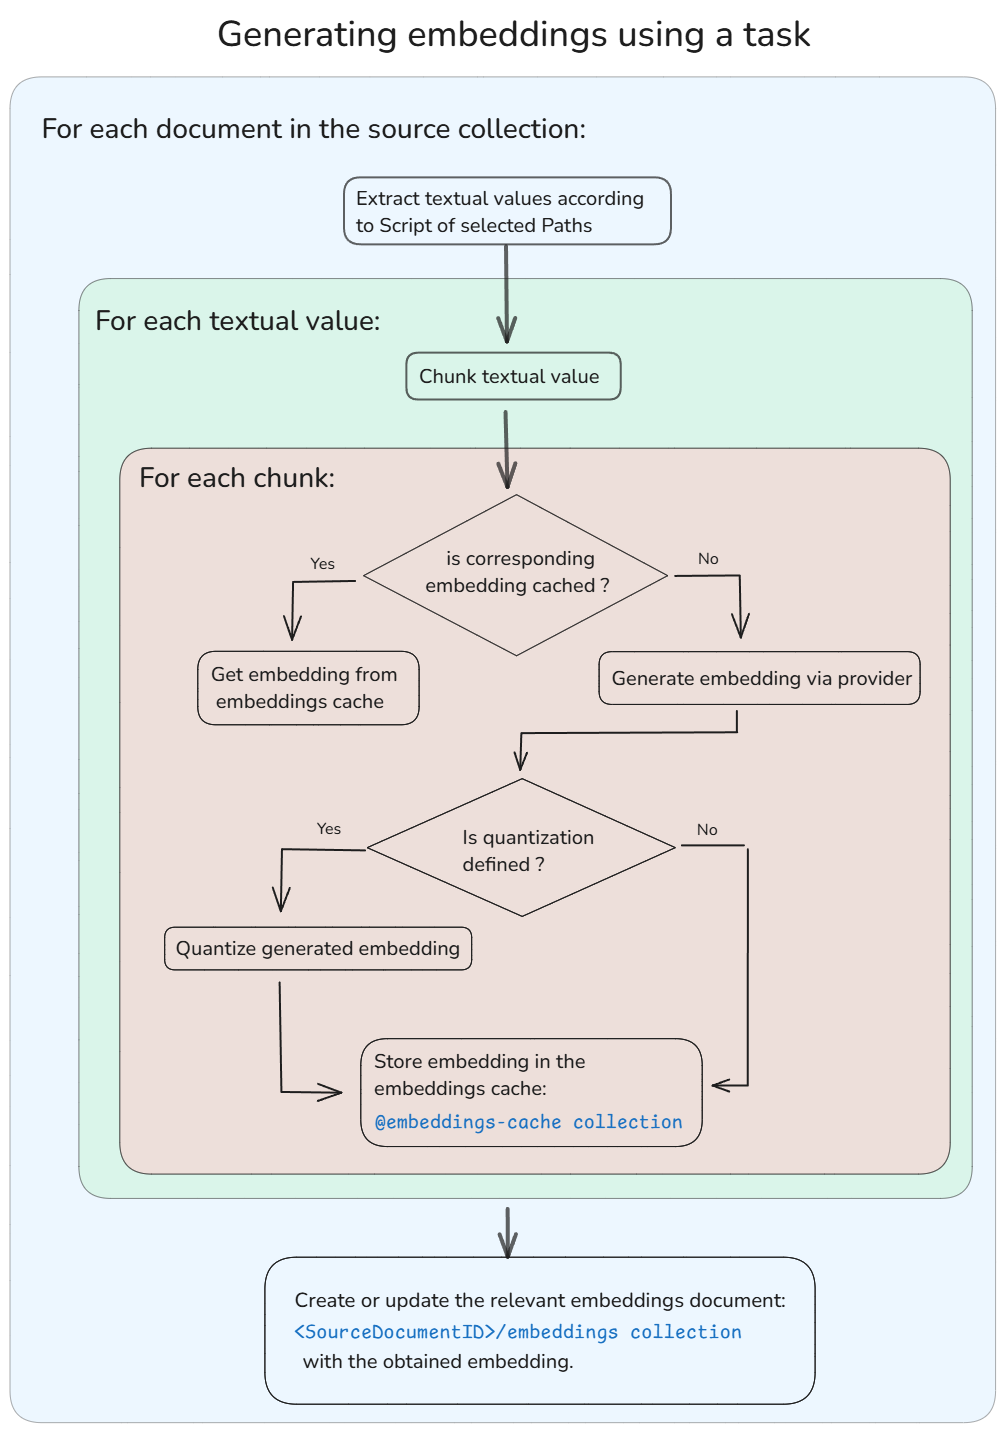 Generating embeddings using a task
For each document in the source collection:
Extract textual values according
to Script of selected Paths
For each textual value:
Chunk textual value
For each chunk:
is corresponding
embedding cached ?
Yes
No
Get embedding from
embeddings cache
Generate embedding via provider
Is quantization
defined ?
Yes
No
Quantize generated embedding
Store embedding in the
embeddings cache:
@embeddings-cache collection
Create or update the relevant embeddings document:
<SourceDocumentID>/embeddings collection
with the obtained embedding.